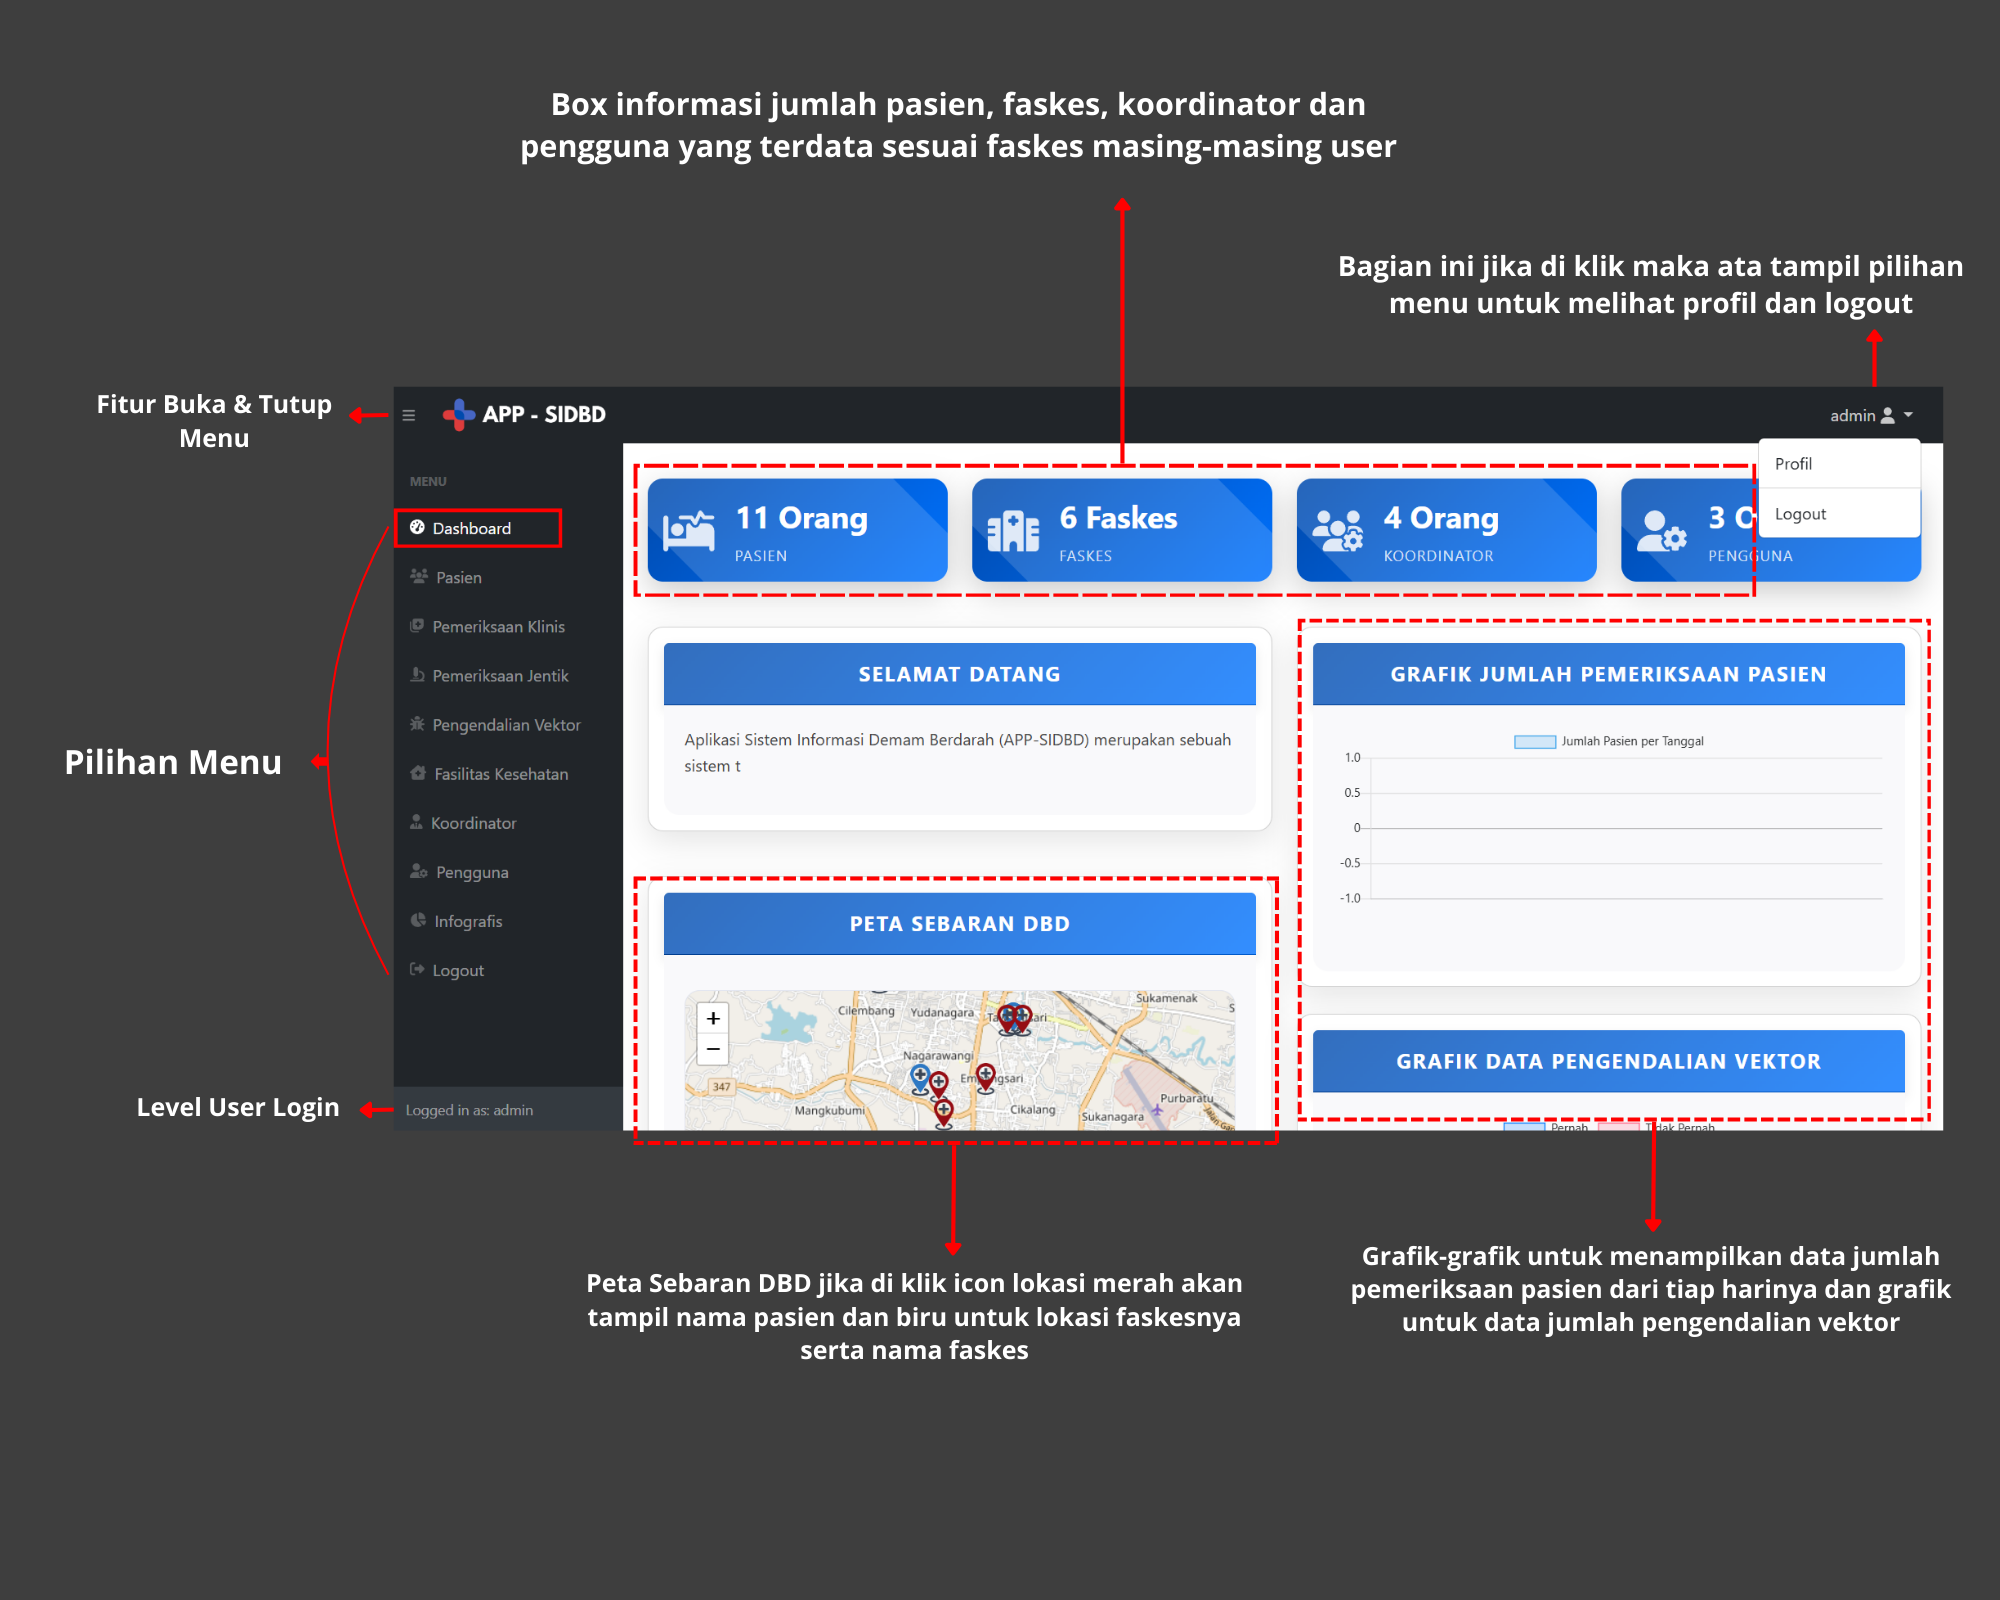 Box informasi jumlah pasien, faskes, koordinator dan
pengguna yang terdata sesuai faskes masing-masing user
Bagian ini jika di klik maka ata tampil pilihan
menu untuk melihat profil dan logout
Fitur Buka & Tutup
Menu
APP - SIDBD
admin
Profil
Logout
MENU
Dashboard
Pasien
Pemeriksaan Klinis
Pemeriksaan Jentik
Pengendalian Vektor
Fasilitas Kesehatan
Koordinator
Pengguna
Infografis
Logout
Pilihan Menu
Level User Login
Logged in as: admin
11 Orang
PASIEN
6 Faskes
FASKES
4 Orang
KOORDINATOR
3 O
PENGGUNA
SELAMAT DATANG
Aplikasi Sistem Informasi Demam Berdarah (APP-SIDBD) merupakan sebuah
sistem t
GRAFIK JUMLAH PEMERIKSAAN PASIEN
Jumlah Pasien per Tanggal
1.0
0.5
0
-0.5
-1.0
PETA SEBARAN DBD
+
−
Sukamenak
S
Cilembang
Yudanagara
Nagarawangi
347
Mangkubumi
Cikalang
Sukanagara
Purbaratu
GRAFIK DATA PENGENDALIAN VEKTOR
Pernah
Tidak Pernah
Peta Sebaran DBD jika di klik icon lokasi merah akan
tampil nama pasien dan biru untuk lokasi faskesnya
serta nama faskes
Grafik-grafik untuk menampilkan data jumlah
pemeriksaan pasien dari tiap harinya dan grafik
untuk data jumlah pengendalian vektor